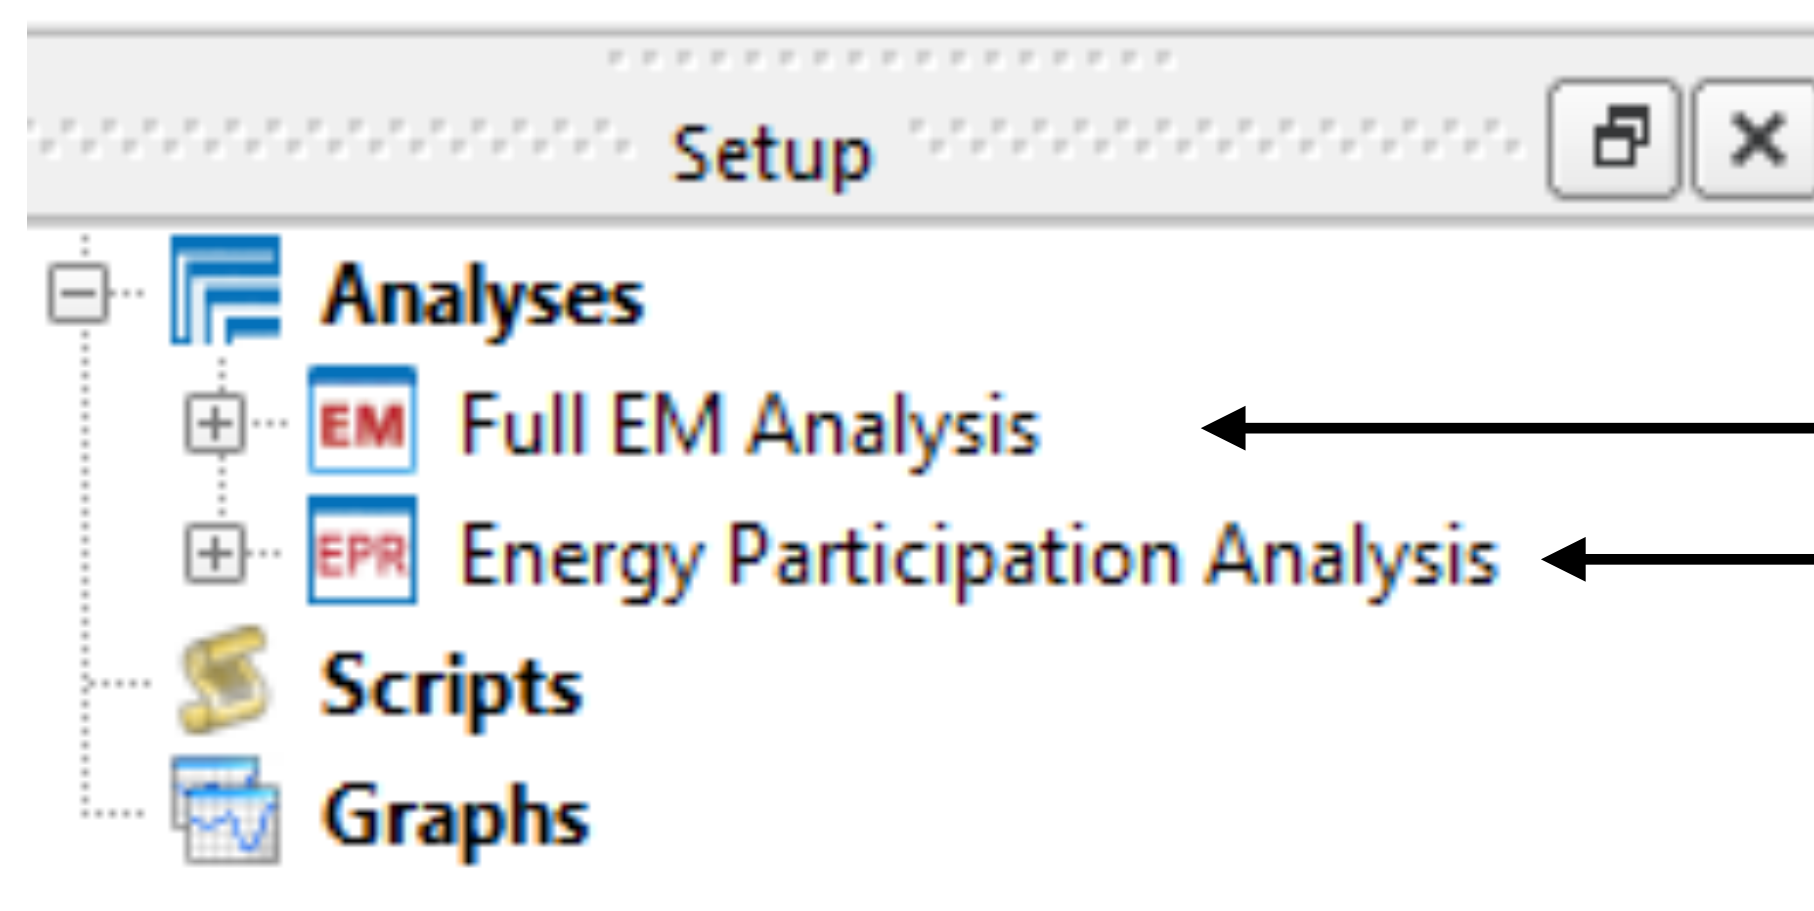 Setup
Analyses
EM Full EM Analysis
EPR Energy Participation Analysis
Scripts
Graphs